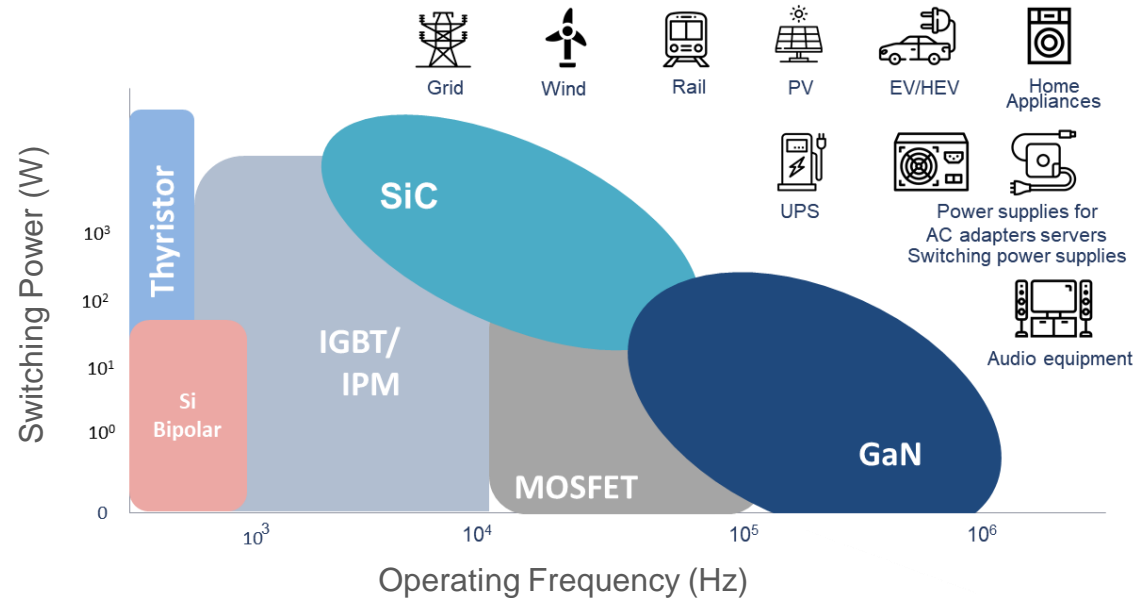 Grid
Wind
Rail
PV
EV/HEV
Home
Appliances
UPS
Power supplies for
AC adapters servers
Switching power supplies
Audio equipment
Switching Power (W)
10³
10²
10¹
10⁰
0
Thyristor
Si
Bipolar
IGBT/
IPM
SiC
MOSFET
GaN
10³
10⁴
10⁵
10⁶
Operating Frequency (Hz)